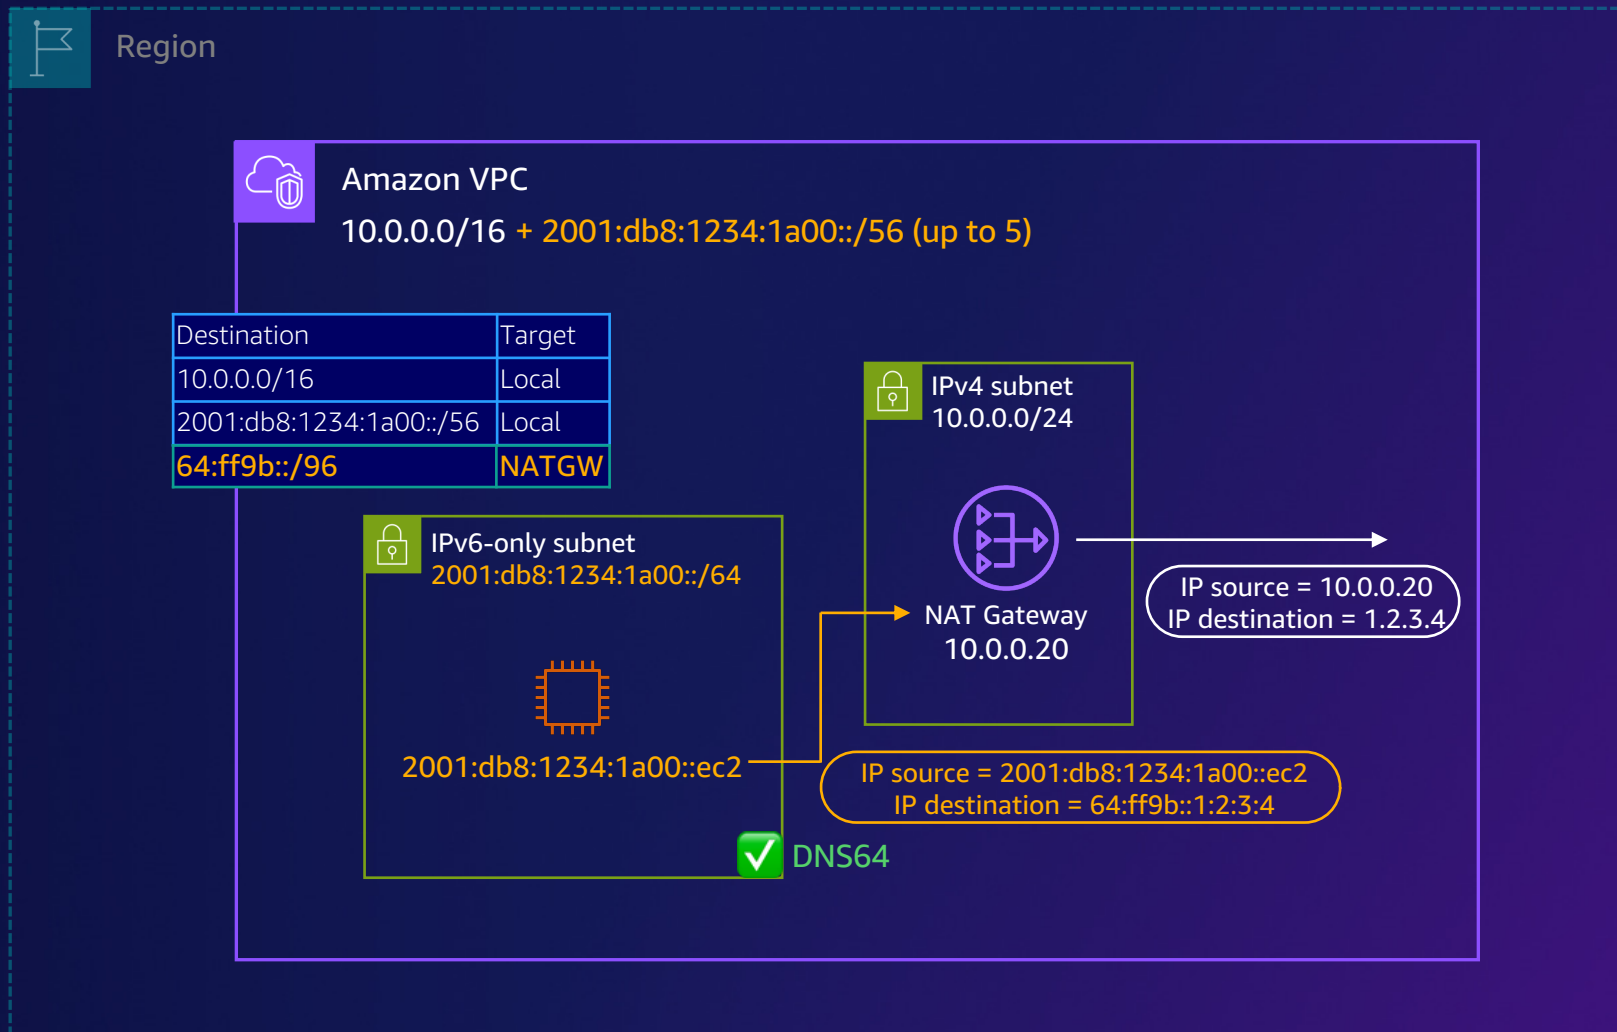 Region
Amazon VPC
10.0.0.0/16 + 2001:db8:1234:1a00::/56 (up to 5)
Destination Target
10.0.0.0/16 Local
2001:db8:1234:1a00::/56 Local
64:ff9b::/96 NATGW
IPv4 subnet
10.0.0.0/24
NAT Gateway
10.0.0.20
IP source = 10.0.0.20
IP destination = 1.2.3.4
IPv6-only subnet
2001:db8:1234:1a00::/64
2001:db8:1234:1a00::ec2
IP source = 2001:db8:1234:1a00::ec2
IP destination = 64:ff9b::1:2:3:4
DNS64